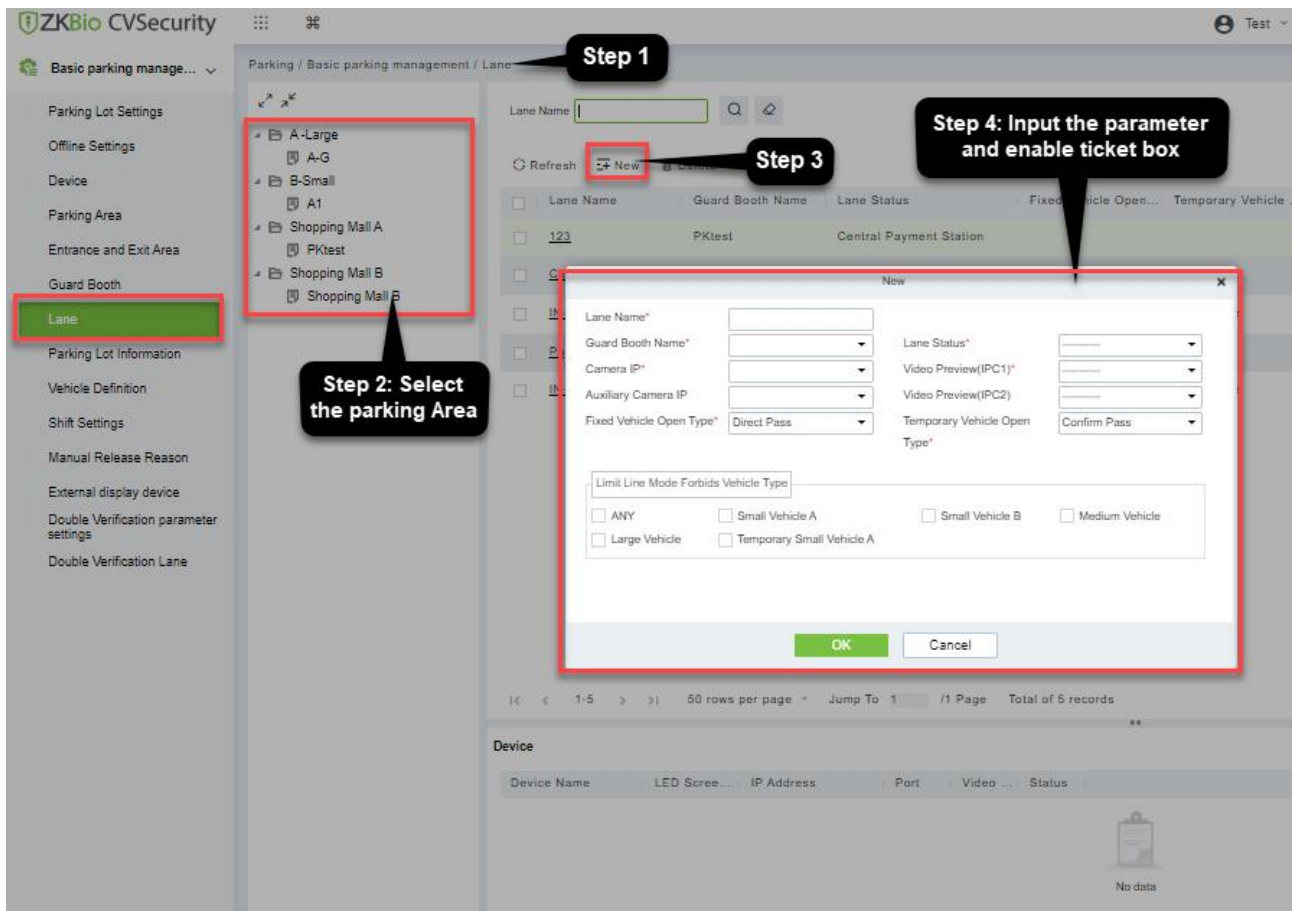 ZKBio CVSecurity
Test
Basic parking manage...
Parking Lot Settings
Offline Settings
Device
Parking Area
Entrance and Exit Area
Guard Booth
Lane
Parking Lot Information
Vehicle Definition
Shift Settings
Manual Release Reason
External display device
Double Verification parameter
settings
Double Verification Lane
Parking / Basic parking management / Lane
Step 1
A-Large
A-G
B-Small
A1
Shopping Mall A
PKtest
Shopping Mall B
Shopping Mall B
Step 2: Select
the parking Area
Lane Name
Refresh New
Step 3
Step 4: Input the parameter
and enable ticket box
Lane Name Guard Booth Name Lane Status Temporary Vehicle
123 PKtest Central Payment Station
New
Lane Name*
Guard Booth Name* Lane Status* ----------
Camera IP* Video Preview(IPC1)* ----------
Auxiliary Camera IP Video Preview(IPC2) ----------
Fixed Vehicle Open Type* Direct Pass Temporary Vehicle Open Confirm Pass
Type*
Limit Line Mode Forbids Vehicle Type
ANY Small Vehicle A Small Vehicle B Medium Vehicle
Large Vehicle Temporary Small Vehicle A
OK Cancel
1-5 50 rows per page Jump To 1 /1 Page Total of 5 records
Device
Device Name LED Scree... IP Address Port Video ... Status
No data